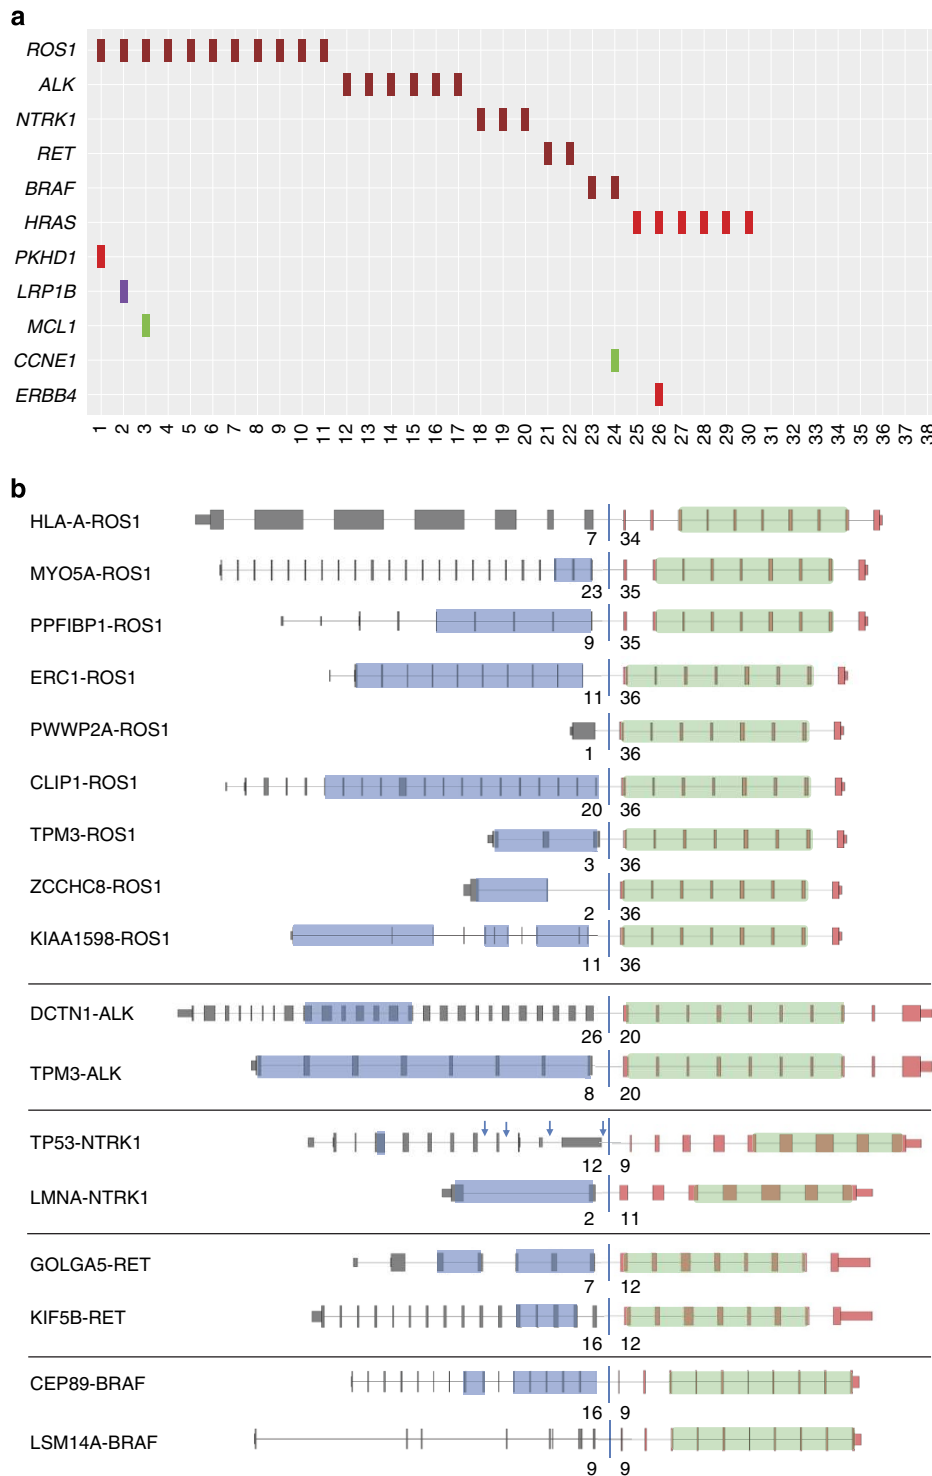 a
ROS1
ALK
NTRK1
RET
BRAF
HRAS
PKHD1
LRP1B
MCL1
CCNE1
ERBB4
1 2 3 4 5 6 7 8 9 10 11 12 13 14 15 16 17 18 19 20 21 22 23 24 25 26 27 28 29 30 31 32 33 34 35 36 37 38
b
HLA-A-ROS1
7 34
MYO5A-ROS1
23 35
PPFIBP1-ROS1
9 35
ERC1-ROS1
11 36
PWWP2A-ROS1
1 36
CLIP1-ROS1
20 36
TPM3-ROS1
3 36
ZCCHC8-ROS1
2 36
KIAA1598-ROS1
11 36
DCTN1-ALK
26 20
TPM3-ALK
8 20
TP53-NTRK1
12 9
LMNA-NTRK1
2 11
GOLGA5-RET
7 12
KIF5B-RET
16 12
CEP89-BRAF
16 9
LSM14A-BRAF
9 9